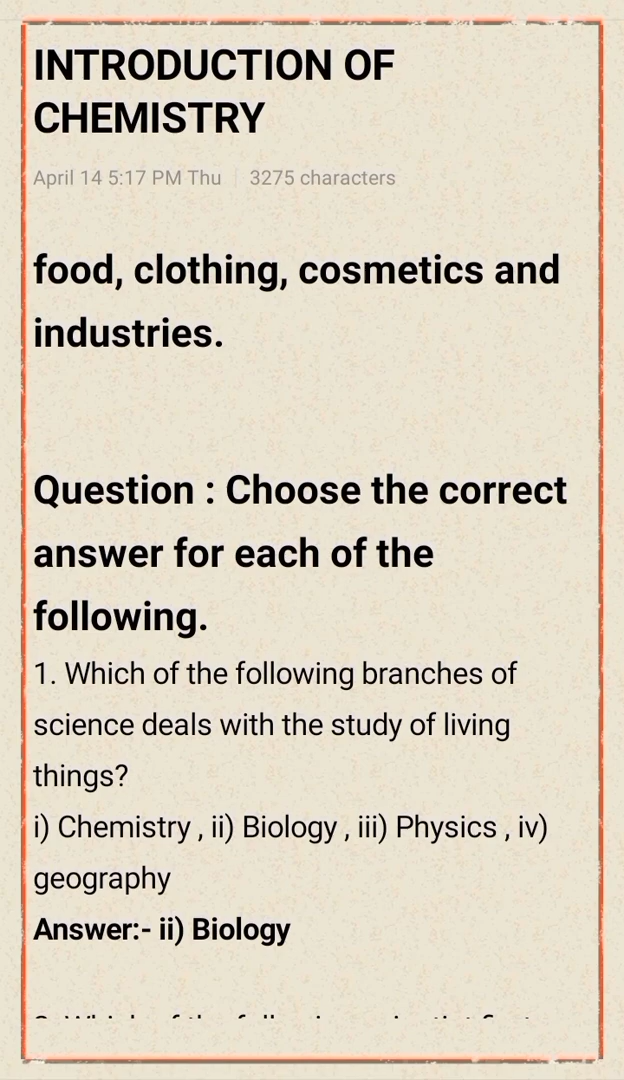 INTRODUCTION OF
CHEMISTRY
April 14 5:17 PM Thu | 3275 characters
food, clothing, cosmetics and
industries.
Question : Choose the correct
answer for each of the
following.
1. Which of the following branches of
science deals with the study of living
things?
i) Chemistry , ii) Biology , iii) Physics , iv)
geography
Answer:- ii) Biology